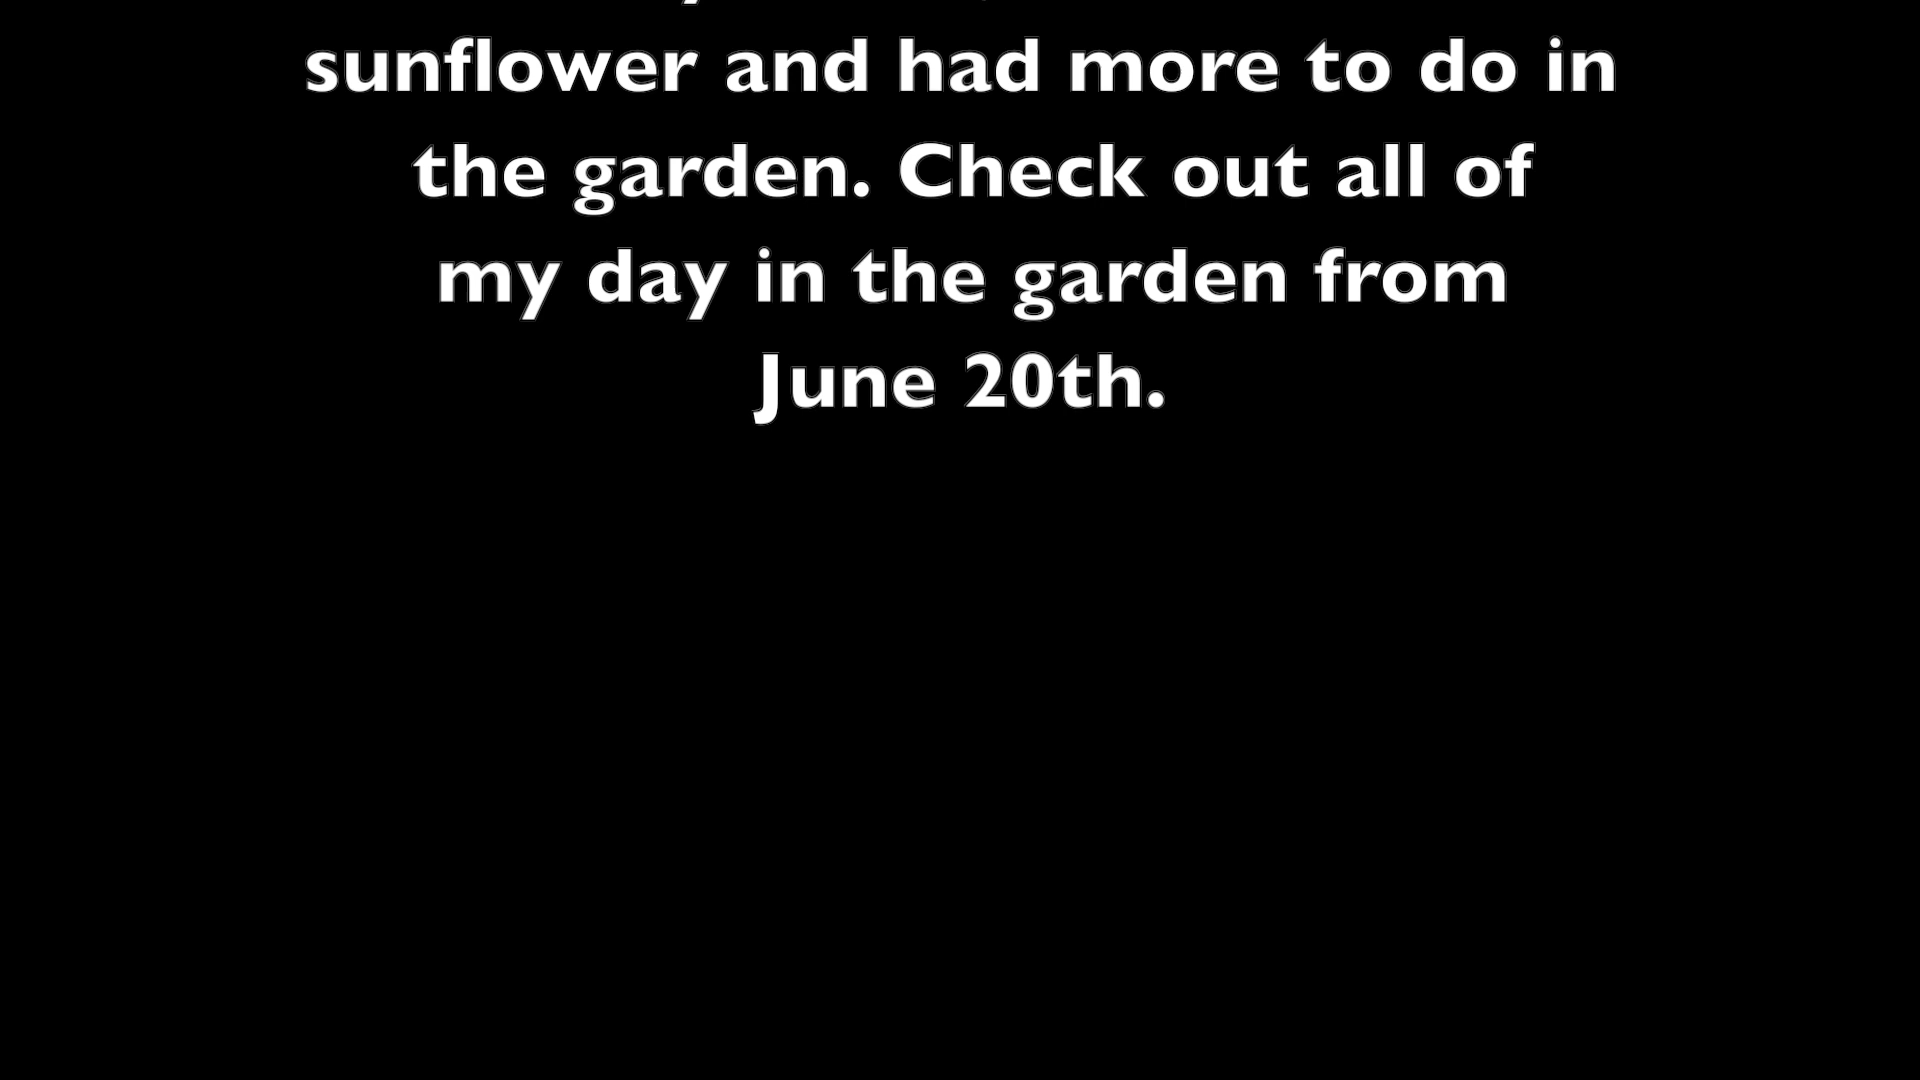 sunflower and had more to do in
the garden. Check out all of
my day in the garden from
June 20th.